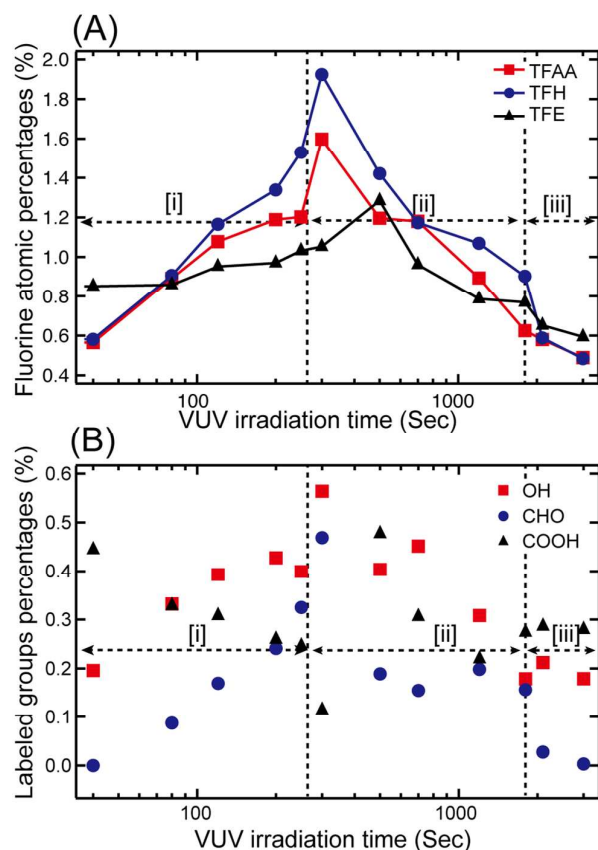 (A)
Fluorine atomic percentages (%)
2.0
1.8
1.6
1.4
1.2
1.0
0.8
0.6
0.4
TFAA
TFH
TFE
[i]
[ii]
[iii]
100
1000
VUV irradiation time (Sec)
(B)
Labeled groups percentages (%)
0.6
0.5
0.4
0.3
0.2
0.1
0.0
OH
CHO
COOH
[i]
[ii]
[iii]
100
1000
VUV irradiation time (Sec)